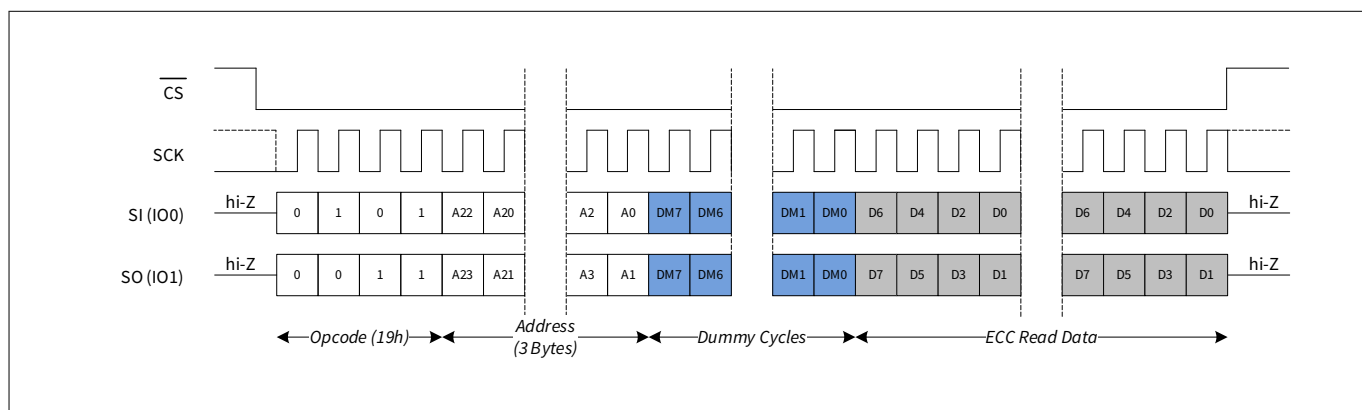 CS
SCK
SI (IO0) hi-Z 0 1 0 1 A22 A20 A2 A0 DM7 DM6 DM1 DM0 D6 D4 D2 D0 D6 D4 D2 D0 hi-Z
SO (IO1) hi-Z 0 0 1 1 A23 A21 A3 A1 DM7 DM6 DM1 DM0 D7 D5 D3 D1 D7 D5 D3 D1 hi-Z
Opcode (19h) Address Dummy Cycles ECC Read Data
(3 Bytes)